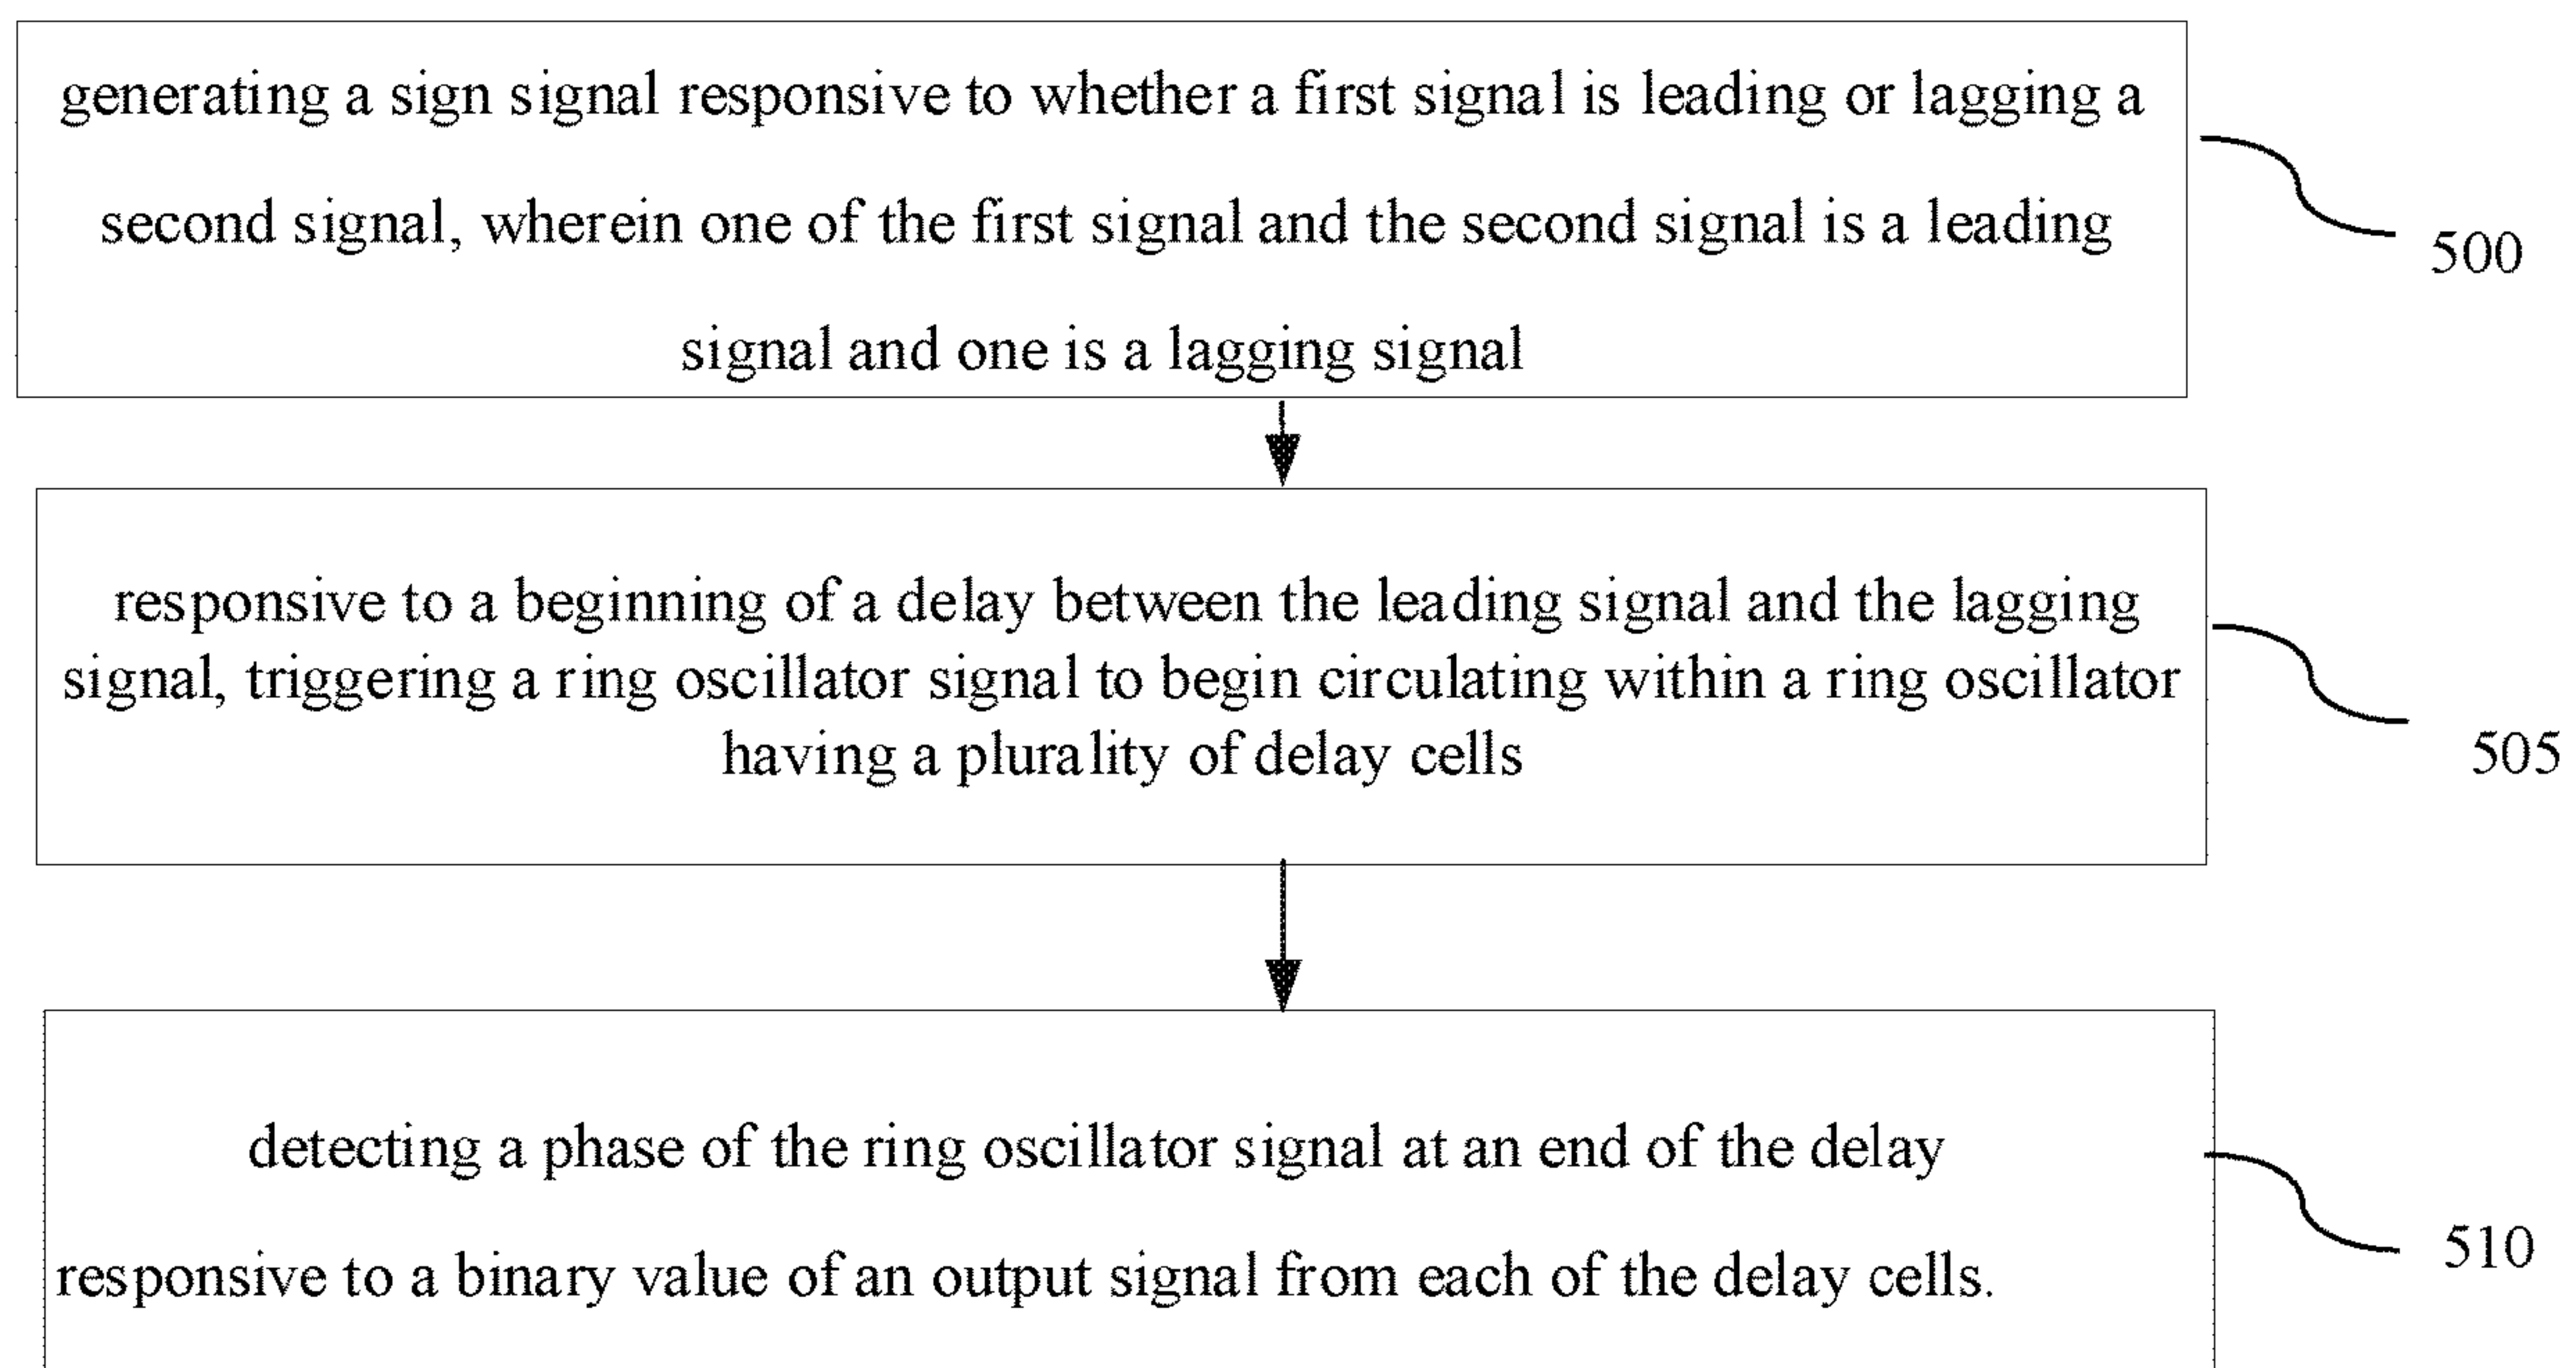 generating a sign signal responsive to whether a first signal is leading or lagging a
second signal, wherein one of the first signal and the second signal is a leading
signal and one is a lagging signal
500
responsive to a beginning of a delay between the leading signal and the lagging
signal, triggering a ring oscillator signal to begin circulating within a ring oscillator
having a plurality of delay cells
505
detecting a phase of the ring oscillator signal at an end of the delay
responsive to a binary value of an output signal from each of the delay cells.
510